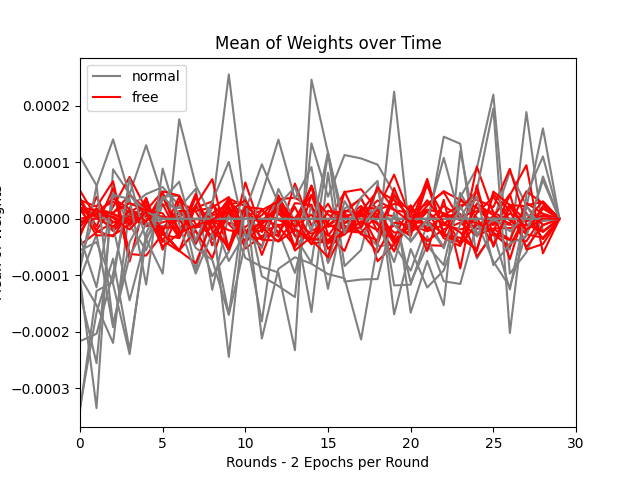 Mean of Weights over Time
normal
free
0.0002
0.0001
0.0000
−0.0001
−0.0002
−0.0003
0 5 10 15 20 25 30
Rounds - 2 Epochs per Round